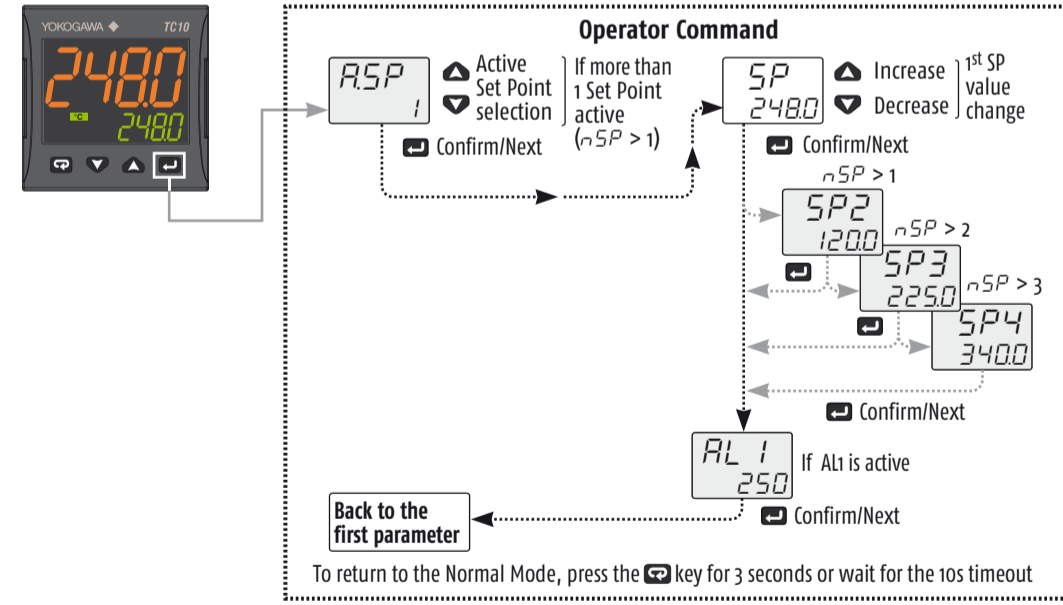 YOKOGAWA ◆ TC10
248.0
°C
248.0
Operator Command
A.SP
1
Active
Set Point
selection
If more than
1 Set Point
active
(nSP > 1)
Confirm/Next
SP
248.0
Increase
Decrease
1st SP
value
change
Confirm/Next
nSP > 1
SP2
120.0
nSP > 2
SP3
225.0
nSP > 3
SP4
340.0
Confirm/Next
AL 1
250
If AL1 is active
Confirm/Next
Back to the
first parameter
To return to the Normal Mode, press the key for 3 seconds or wait for the 10s timeout